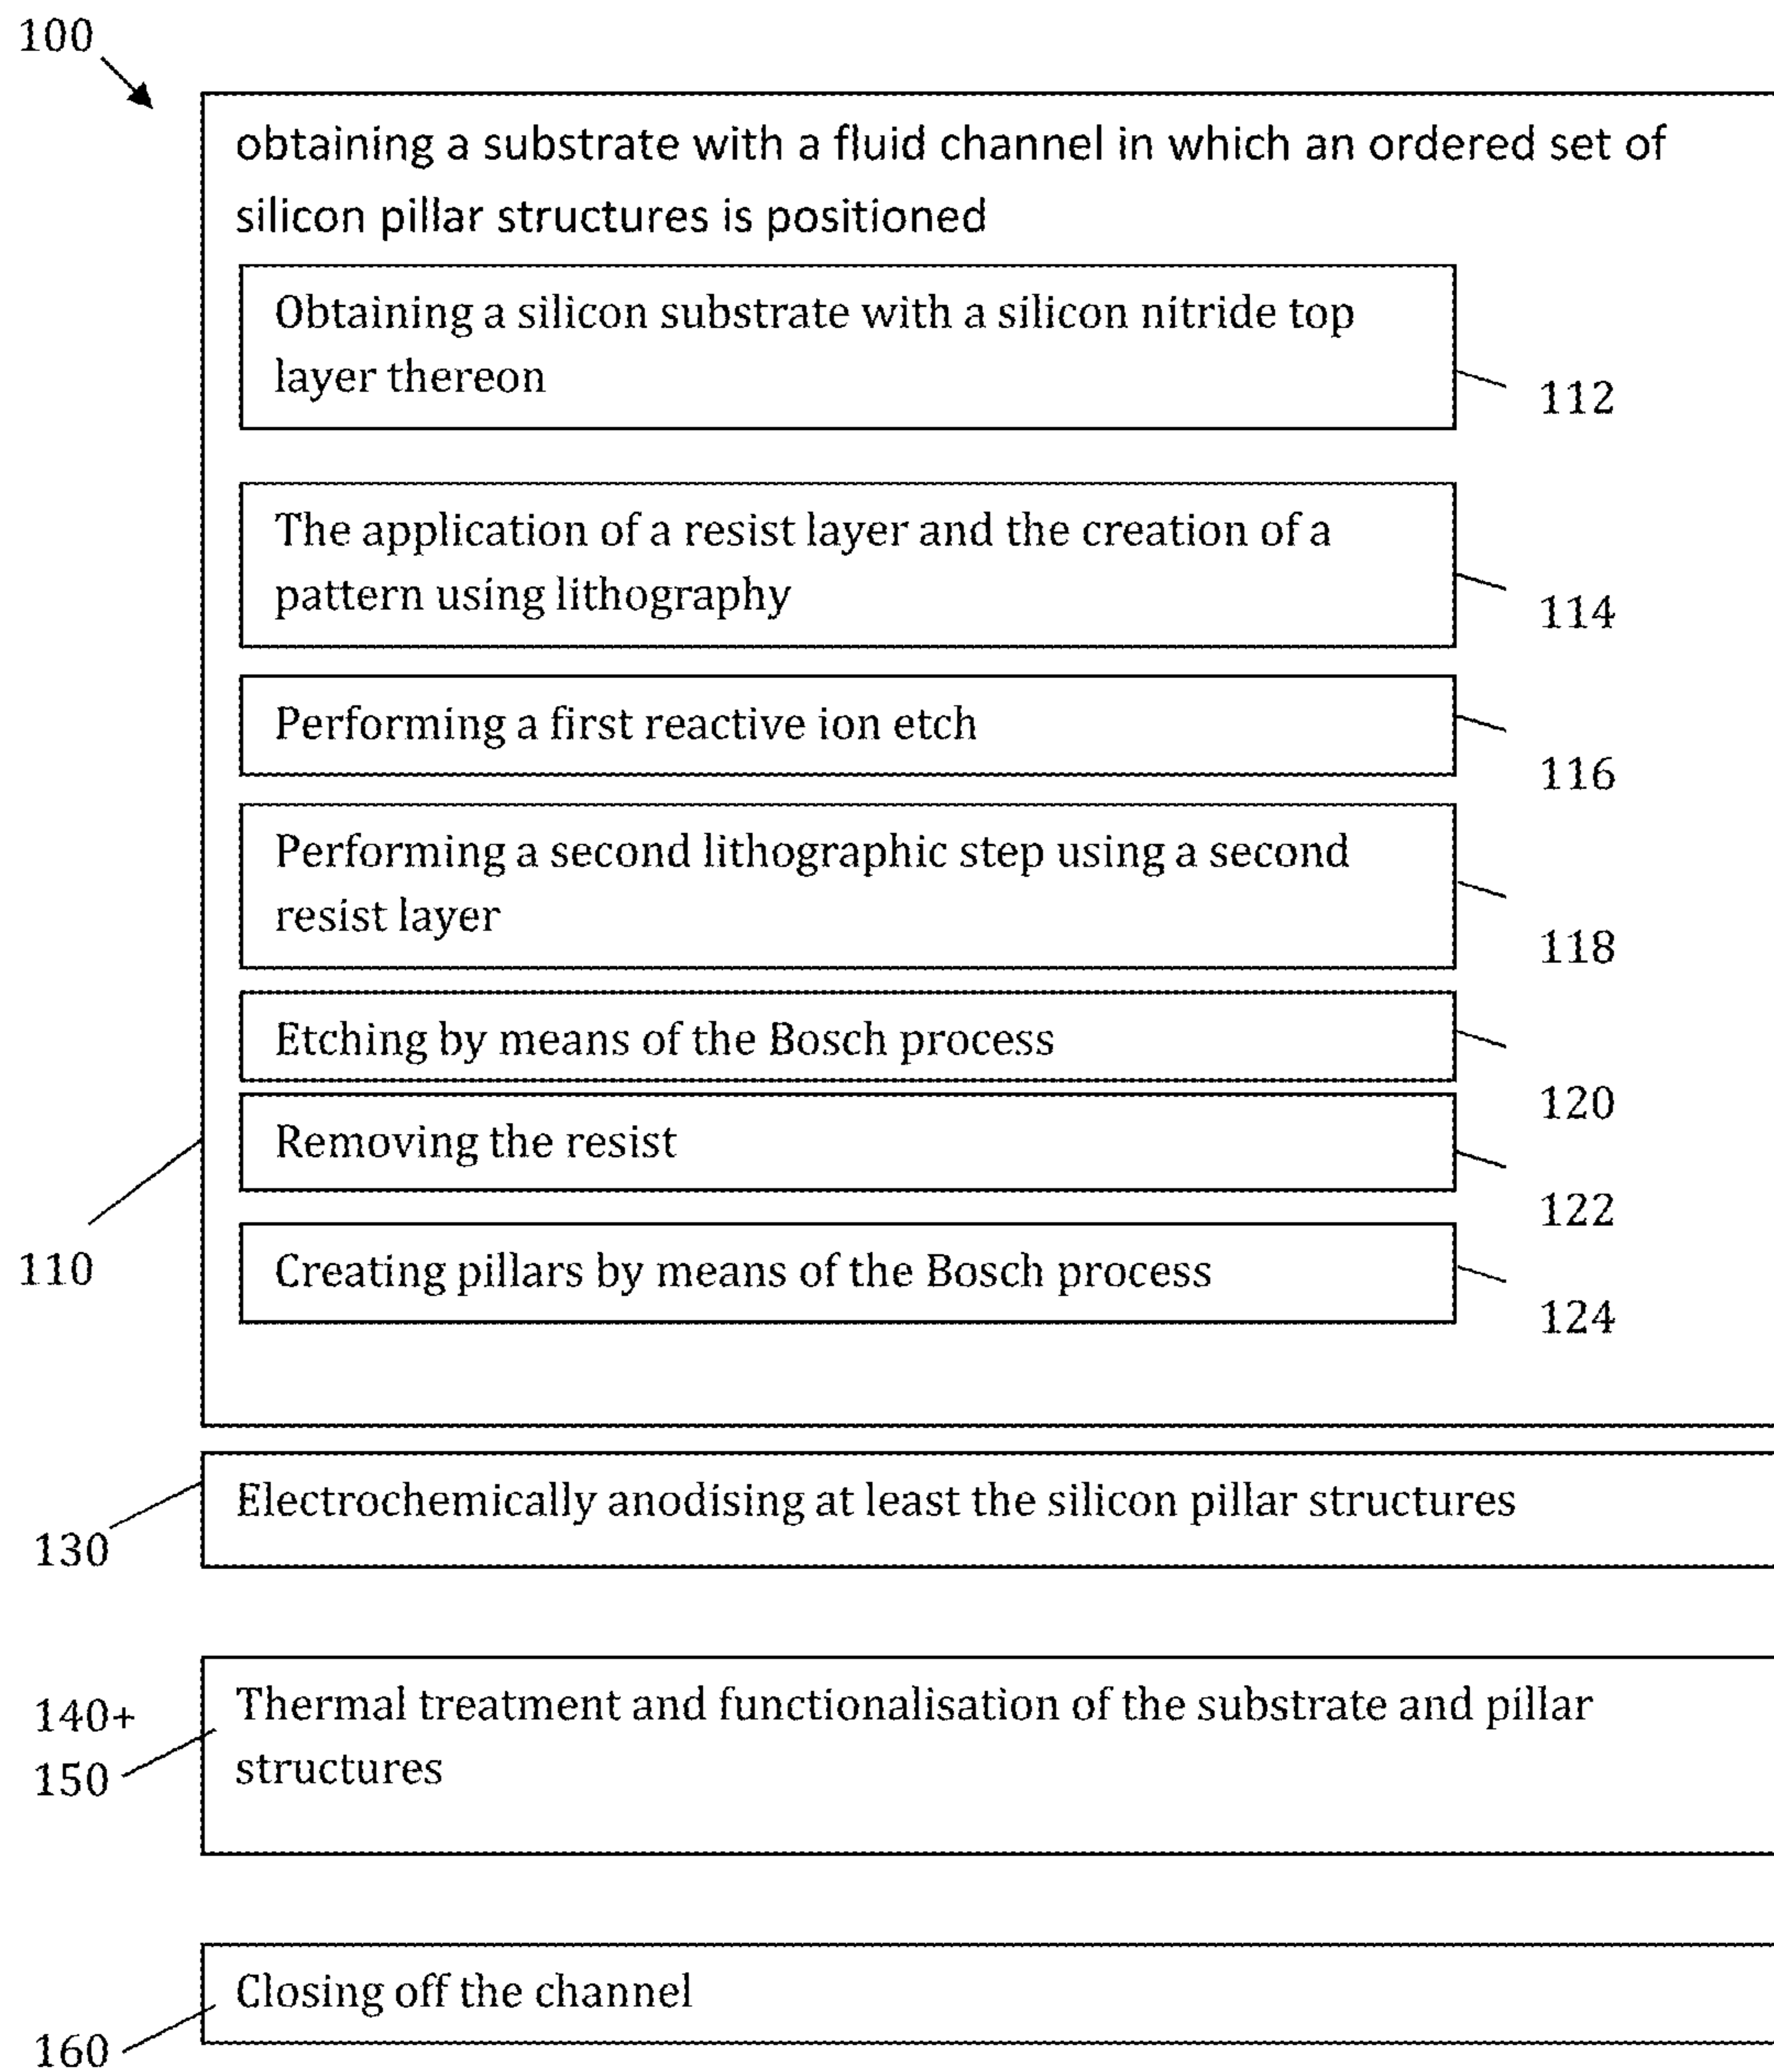 100
obtaining a substrate with a fluid channel in which an ordered set of
silicon pillar structures is positioned
Obtaining a silicon substrate with a silicon nitride top
layer thereon
112
The application of a resist layer and the creation of a
pattern using lithography
114
Performing a first reactive ion etch
116
Performing a second lithographic step using a second
resist layer
118
Etching by means of the Bosch process
120
Removing the resist
122
110
Creating pillars by means of the Bosch process
124
Electrochemically anodising at least the silicon pillar structures
130
140+
150
Thermal treatment and functionalisation of the substrate and pillar
structures
Closing off the channel
160